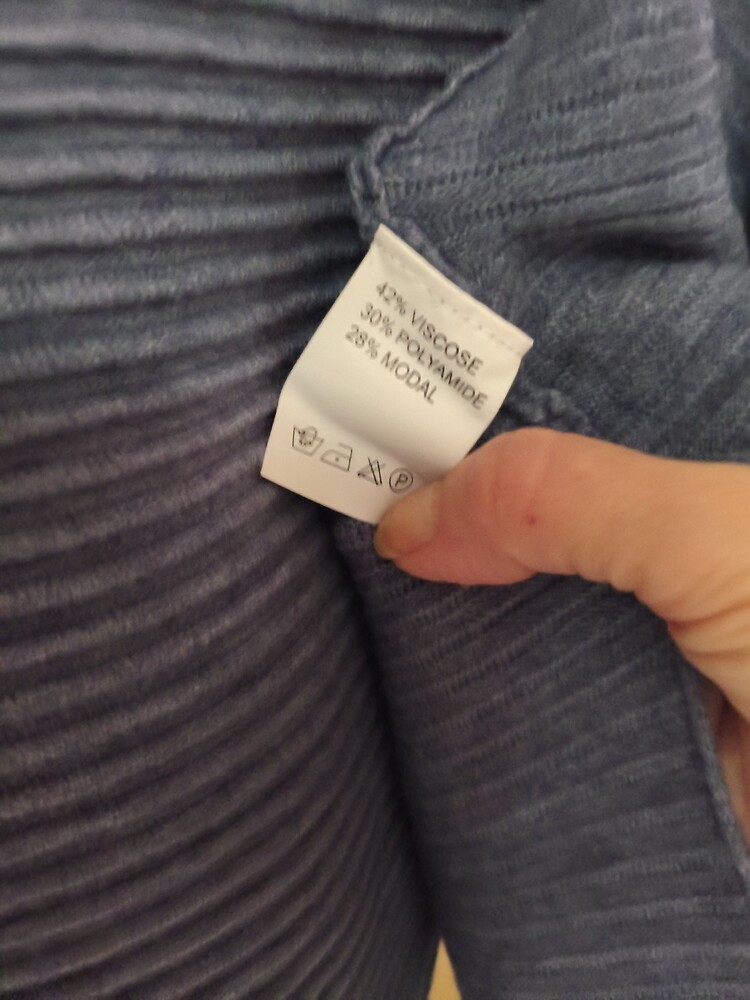 42% VISCOSE
30% POLYAMIDE
28% MODAL
P